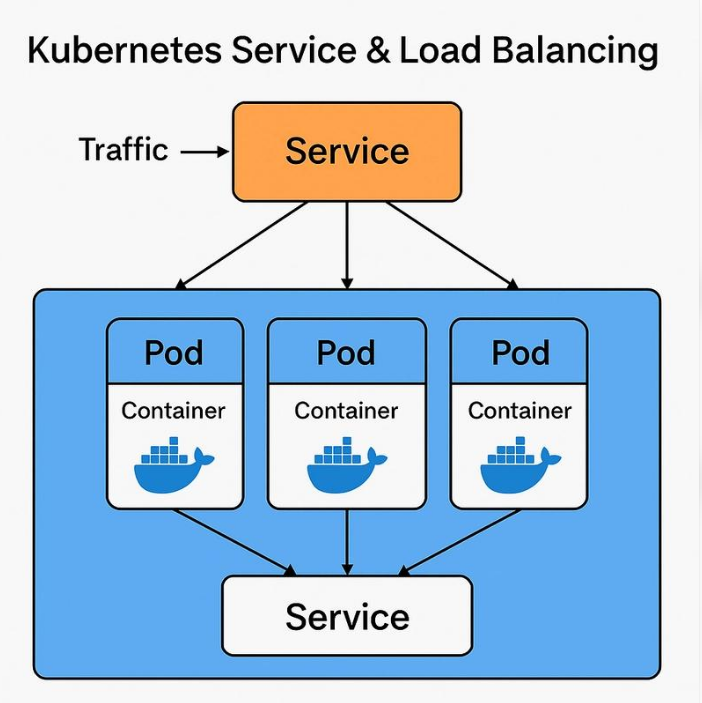 Kubernetes Service & Load Balancing
Traffic
Service
Pod
Pod
Pod
Container
Container
Container
Service